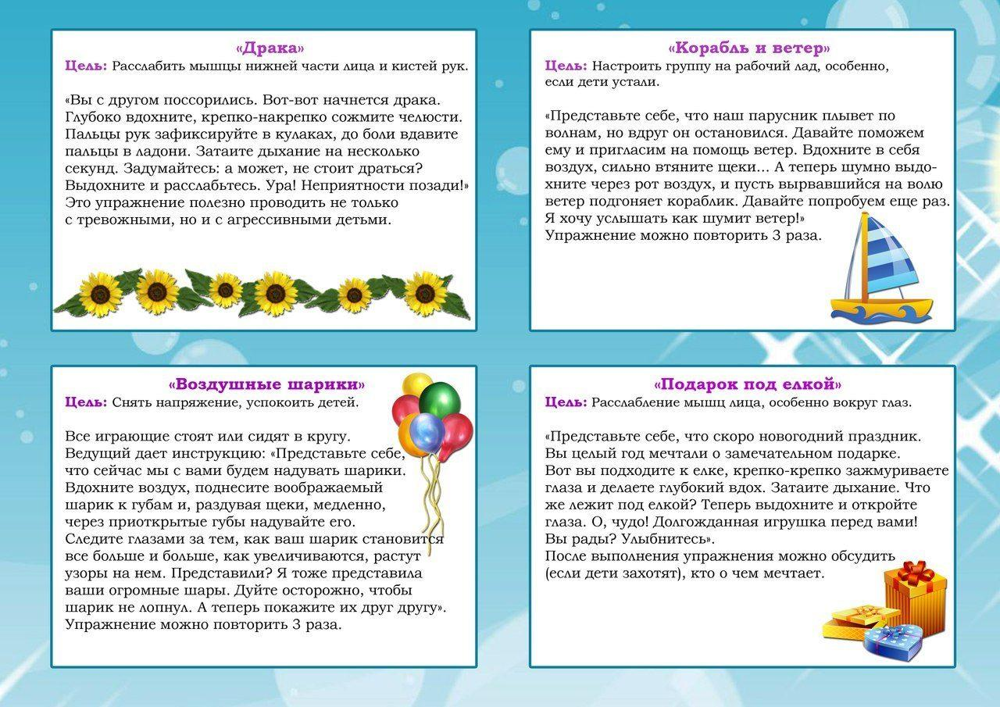 «Драка»
Цель: Расслабить мышцы нижней части лица и кистей рук.
«Вы с другом поссорились. Вот-вот начнется драка.
Глубоко вдохните, крепко-накрепко сожмите челюсти.
Пальцы рук зафиксируйте в кулаках, до боли вдавите
пальцы в ладони. Затаите дыхание на несколько
секунд. Задумайтесь: а может, не стоит драться?
Выдохните и расслабьтесь. Ура! Неприятности позади!»
Это упражнение полезно проводить не только
с тревожными, но и с агрессивными детьми.
«Корабль и ветер»
Цель: Настроить группу на рабочий лад, особенно,
если дети устали.
«Представьте себе, что наш парусник плывет по
волнам, но вдруг он остановился. Давайте поможем
ему и пригласим на помощь ветер. Вдохните в себя
воздух, сильно втяните щеки... А теперь шумно выдо-
хните через рот воздух, и пусть вырвавшийся на волю
ветер подгоняет кораблик. Давайте попробуем еще раз.
Я хочу услышать как шумит ветер!»
Упражнение можно повторить 3 раза.
«Воздушные шарики»
Цель: Снять напряжение, успокоить детей.
Все играющие стоят или сидят в кругу.
Ведущий дает инструкцию: «Представьте себе,
что сейчас мы с вами будем надувать шарики.
Вдохните воздух, поднесите воображаемый
шарик к губам и, раздувая щеки, медленно,
через приоткрытые губы надувайте его.
Следите глазами за тем, как ваш шарик становится
все больше и больше, как увеличиваются, растут
узоры на нем. Представили? Я тоже представила
ваши огромные шары. Дуйте осторожно, чтобы
шарик не лопнул. А теперь покажите их друг другу».
Упражнение можно повторить 3 раза.
«Подарок под елкой»
Цель: Расслабление мышц лица, особенно вокруг глаз.
«Представьте себе, что скоро новогодний праздник.
Вы целый год мечтали о замечательном подарке.
Вот вы подходите к елке, крепко-крепко зажмуриваете
глаза и делаете глубокий вдох. Затаите дыхание. Что
же лежит под елкой? Теперь выдохните и откройте
глаза. О, чудо! Долгожданная игрушка перед вами!
Вы рады? Улыбнитесь».
После выполнения упражнения можно обсудить
(если дети захотят), кто о чем мечтает.